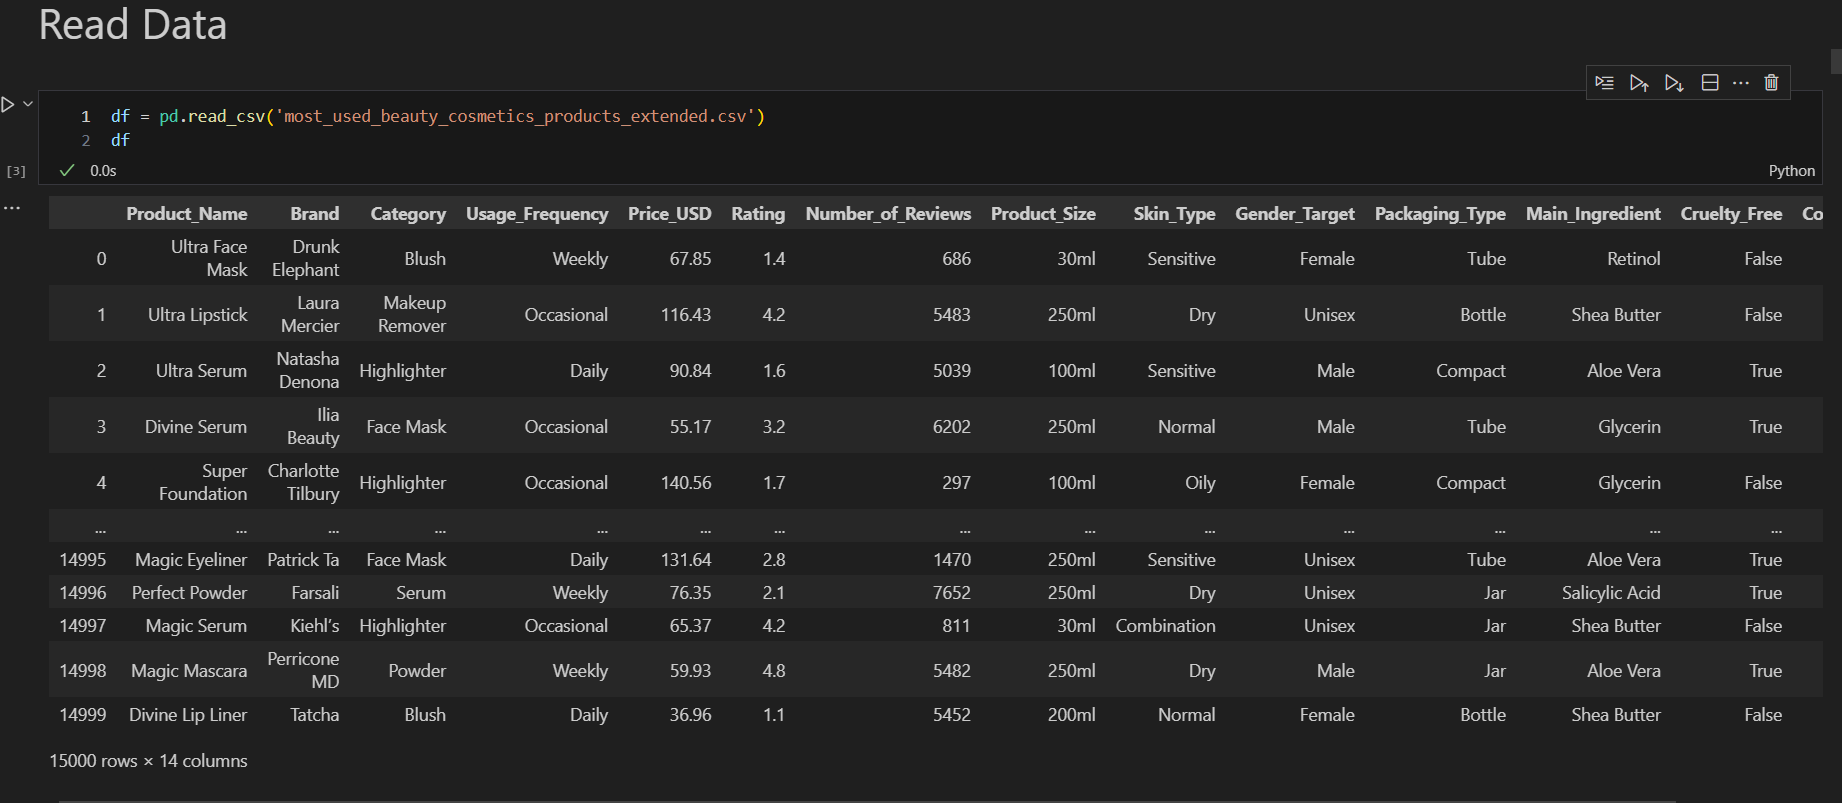 Read Data
1 df = pd.read_csv('most_used_beauty_cosmetics_products_extended.csv')
2 df
[3] 0.0s Python
Product_Name Brand Category Usage_Frequency Price_USD Rating Number_of_Reviews Product_Size Skin_Type Gender_Target Packaging_Type Main_Ingredient Cruelty_Free Co
0 Ultra Face Mask Drunk Elephant Blush Weekly 67.85 1.4 686 30ml Sensitive Female Tube Retinol False
1 Ultra Lipstick Laura Mercier Makeup Remover Occasional 116.43 4.2 5483 250ml Dry Unisex Bottle Shea Butter False
2 Ultra Serum Natasha Denona Highlighter Daily 90.84 1.6 5039 100ml Sensitive Male Compact Aloe Vera True
3 Divine Serum Ilia Beauty Face Mask Occasional 55.17 3.2 6202 250ml Normal Male Tube Glycerin True
4 Super Foundation Charlotte Tilbury Highlighter Occasional 140.56 1.7 297 100ml Oily Female Compact Glycerin False
... ... ... ... ... ... ... ... ... ... ... ... ... ...
14995 Magic Eyeliner Patrick Ta Face Mask Daily 131.64 2.8 1470 250ml Sensitive Unisex Tube Aloe Vera True
14996 Perfect Powder Farsali Serum Weekly 76.35 2.1 7652 250ml Dry Unisex Jar Salicylic Acid True
14997 Magic Serum Kiehl’s Highlighter Occasional 65.37 4.2 811 30ml Combination Unisex Jar Shea Butter False
14998 Magic Mascara Perricone MD Powder Weekly 59.93 4.8 5482 250ml Dry Male Jar Aloe Vera True
14999 Divine Lip Liner Tatcha Blush Daily 36.96 1.1 5452 200ml Normal Female Bottle Shea Butter False
15000 rows × 14 columns